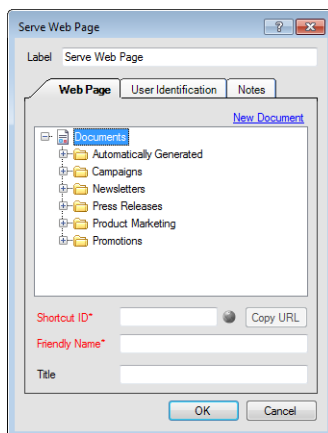 Serve Web Page
Label Serve Web Page
Web Page User Identification Notes
New Document
Documents
Automatically Generated
Campaigns
Newsletters
Press Releases
Product Marketing
Promotions
Shortcut ID* Copy URL
Friendly Name*
Title
OK Cancel